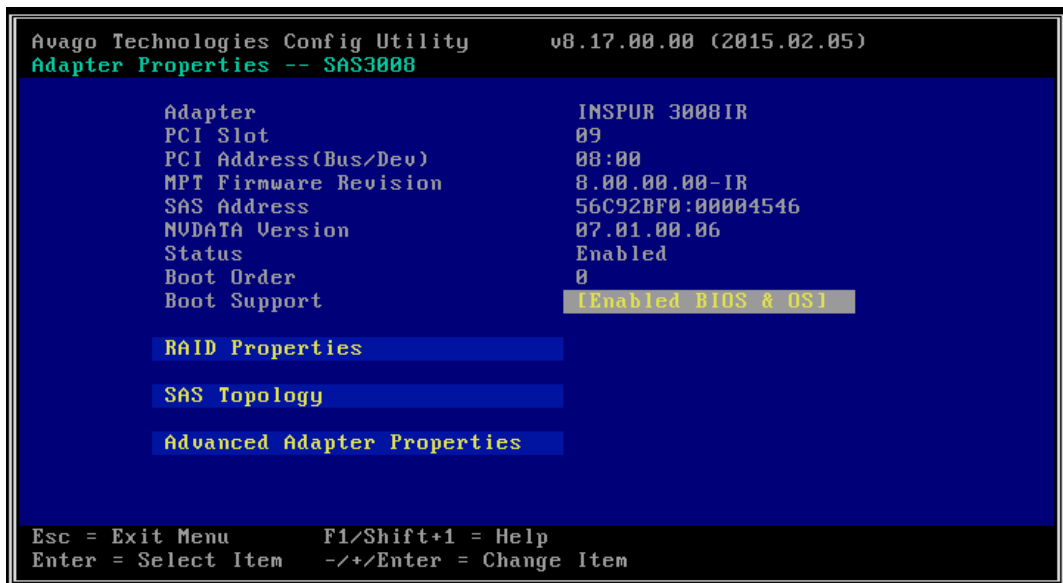 Avago Technologies Config Utility v8.17.00.00 (2015.02.05)
Adapter Properties -- SAS3008
Adapter INSPUR 3008IR
PCI Slot 09
PCI Address(Bus/Dev) 08:00
MPT Firmware Revision 8.00.00.00-IR
SAS Address 56C92BF0:00004546
NVDATA Version 07.01.00.06
Status Enabled
Boot Order 0
Boot Support [Enabled BIOS & OS]
RAID Properties
SAS Topology
Advanced Adapter Properties
Esc = Exit Menu F1/Shift+1 = Help
Enter = Select Item -/+/Enter = Change Item